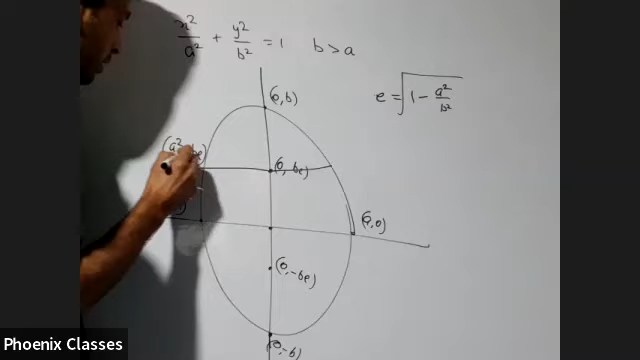 x²/a² + y²/b² = 1 b > a
e = √(1 − a²/b²)
(0, b)
(0, be)
(a, 0)
(0, −be)
(0, −b)
Phoenix Classes